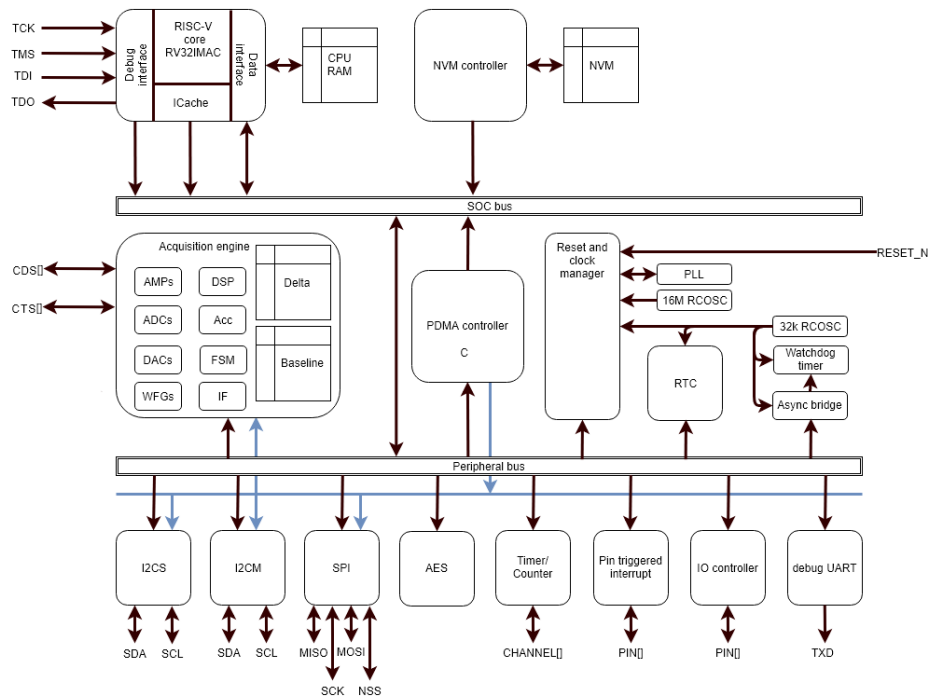 TCK
TMS
TDI
TDO
Debug
interface
RISC-V
core
RV32IMAC
ICache
Data
interface
CPU
RAM
NVM controller
NVM
SOC bus
CDS[]
CTS[]
Acquisition engine
AMPs
DSP
ADCs
Acc
DACs
FSM
WFGs
IF
Delta
Baseline
PDMA controller
C
Reset and
clock
manager
RESET_N
PLL
16M RCOSC
32k RCOSC
RTC
Watchdog
timer
Async bridge
Peripheral bus
I2CS
I2CM
SPI
AES
Timer/
Counter
Pin triggered
interrupt
IO controller
debug UART
SDA
SCL
SDA
SCL
MISO
MOSI
SCK
NSS
CHANNEL[]
PIN[]
PIN[]
TXD